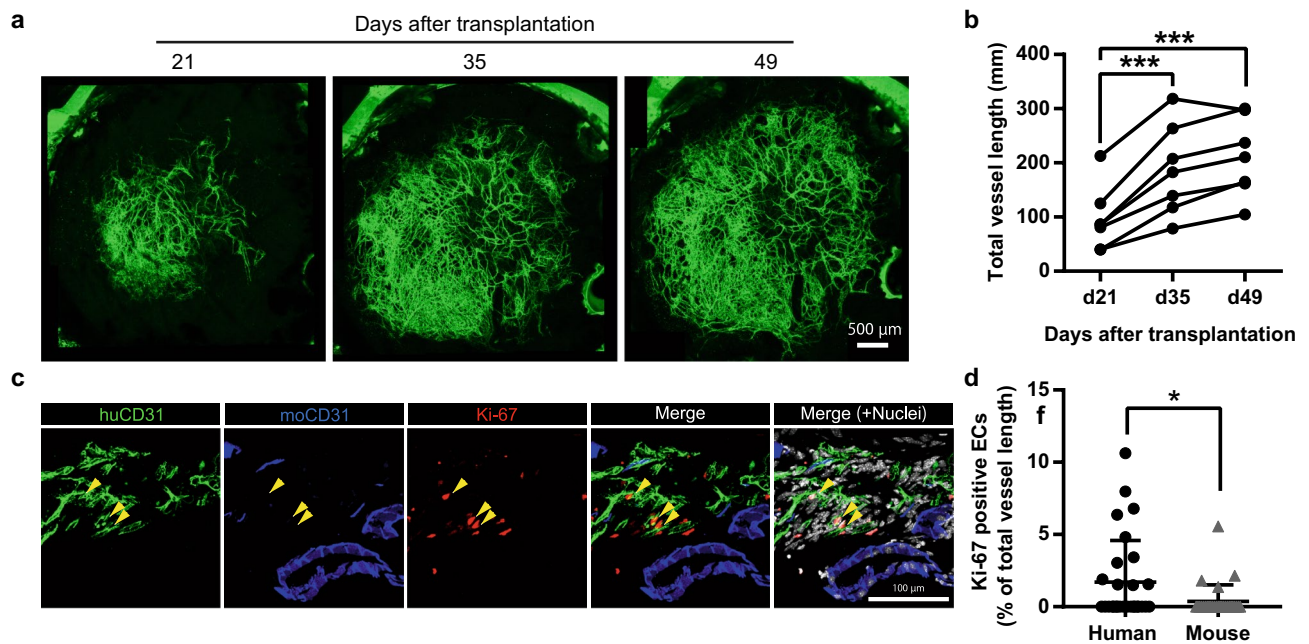 a
Days after transplantation
21 35 49
500 µm
b
Total vessel length (mm)
400
300
200
100
0
***
***
d21 d35 d49
Days after transplantation
c
huCD31 moCD31 Ki-67 Merge Merge (+Nuclei)
100 µm
d
f
Ki-67 positive ECs
(% of total vessel length)
15
10
5
0
*
Human Mouse